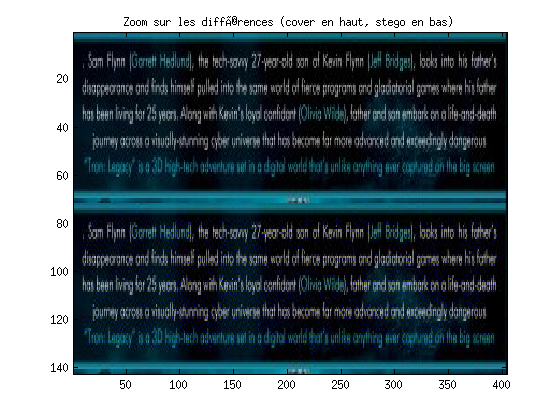 Zoom sur les différences (cover en haut, stego en bas)
. Sam Flynn (Garrett Hedlund), the tech-savvy 27-year-old son of Kevin Flynn (Jeff Bridges), looks into his father's
disappearance and finds himself pulled into the same world of fierce programs and gladiatorial games where his father
has been living for 25 years. Along with Kevin's loyal confidant (Olivia Wilde), father and son embark on a life-and-death
journey across a visually-stunning cyber universe that has become far more advanced and exceedingly dangerous.
"Tron: Legacy" is a 3D high-tech adventure set in a digital world that's unlike anything ever captured on the big screen
. Sam Flynn (Garrett Hedlund), the tech-savvy 27-year-old son of Kevin Flynn (Jeff Bridges), looks into his father's
disappearance and finds himself pulled into the same world of fierce programs and gladiatorial games where his father
has been living for 25 years. Along with Kevin's loyal confidant (Olivia Wilde), father and son embark on a life-and-death
journey across a visually-stunning cyber universe that has become far more advanced and exceedingly dangerous.
"Tron: Legacy" is a 3D high-tech adventure set in a digital world that's unlike anything ever captured on the big screen
20
40
60
80
100
120
140
50 100 150 200 250 300 350 400